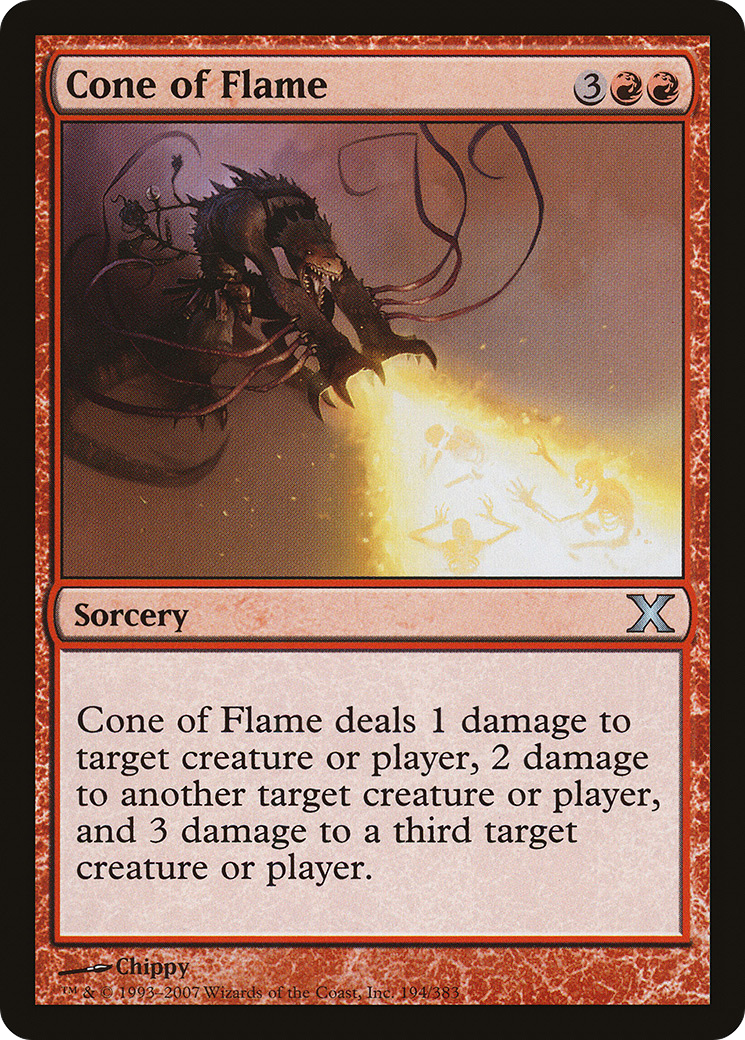 Cone of Flame
3
Sorcery
X
Cone of Flame deals 1 damage to
target creature or player, 2 damage
to another target creature or player,
and 3 damage to a third target
creature or player.
Chippy
™ & © 1993–2007 Wizards of the Coast, Inc. 194/383